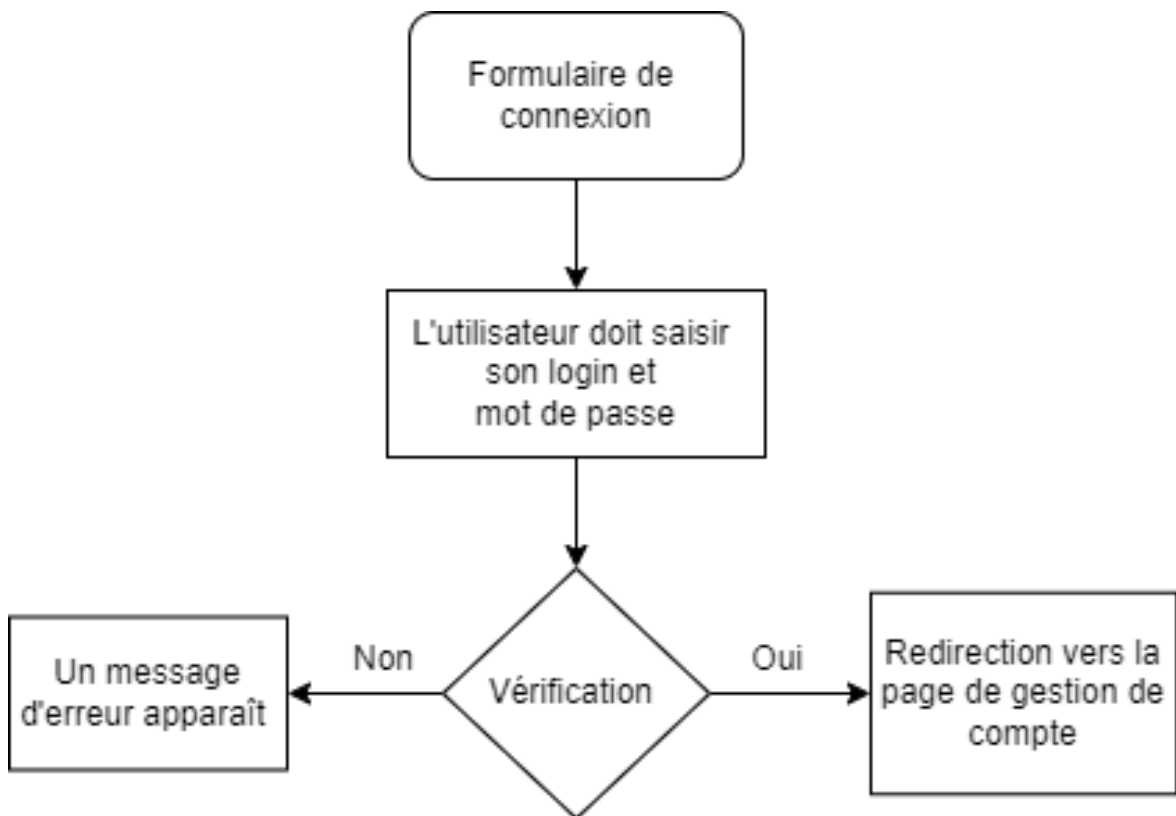 Formulaire de
connexion
L'utilisateur doit saisir
son login et
mot de passe
Non
Oui
Un message
d'erreur apparaît
Vérification
Redirection vers la
page de gestion de
compte